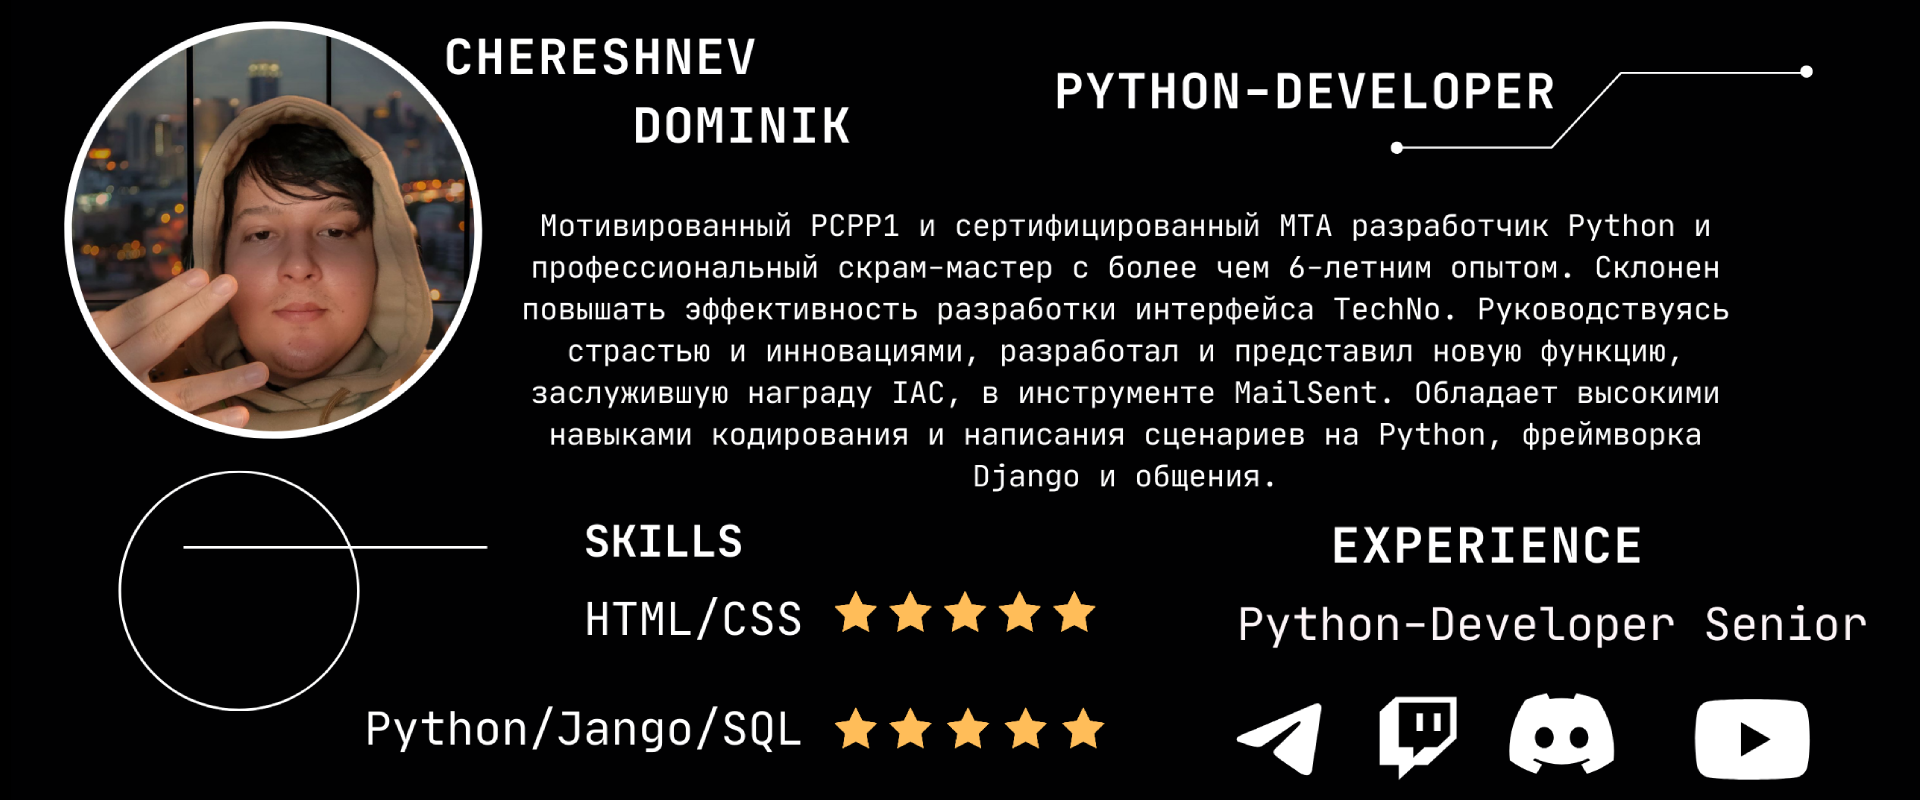 CHERESHNEV
DOMINIK
PYTHON-DEVELOPER
Мотивированный PCPP1 и сертифицированный MTA разработчик Python и
профессиональный скрам-мастер с более чем 6-летним опытом. Склонен
повышать эффективность разработки интерфейса TechNo. Руководствуясь
страстью и инновациями, разработал и представил новую функцию,
заслужившую награду IAC, в инструменте MailSent. Обладает высокими
навыками кодирования и написания сценариев на Python, фреймворка
Django и общения.
SKILLS
HTML/CSS
Python/Jango/SQL
EXPERIENCE
Python-Developer Senior